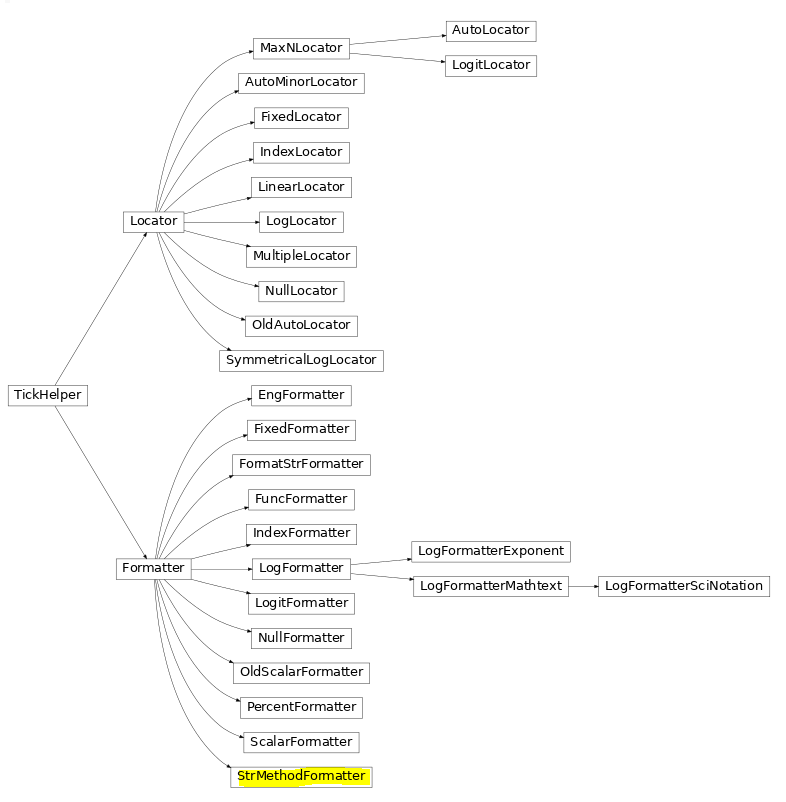 AutoLocator
MaxNLocator
LogitLocator
AutoMinorLocator
FixedLocator
IndexLocator
LinearLocator
Locator
LogLocator
MultipleLocator
NullLocator
OldAutoLocator
SymmetricalLogLocator
TickHelper
EngFormatter
FixedFormatter
FormatStrFormatter
FuncFormatter
IndexFormatter
LogFormatterExponent
Formatter
LogFormatter
LogFormatterMathtext
LogFormatterSciNotation
LogitFormatter
NullFormatter
OldScalarFormatter
PercentFormatter
ScalarFormatter
StrMethodFormatter